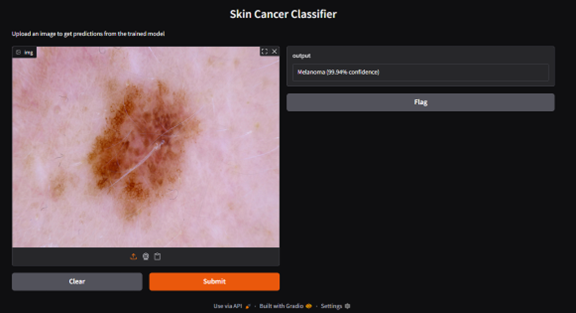 Skin Cancer Classifier
Upload an image to get predictions from the trained model
img
output
Melanoma (99.94% confidence)
Flag
Clear
Submit
Use via API · Built with Gradio · Settings